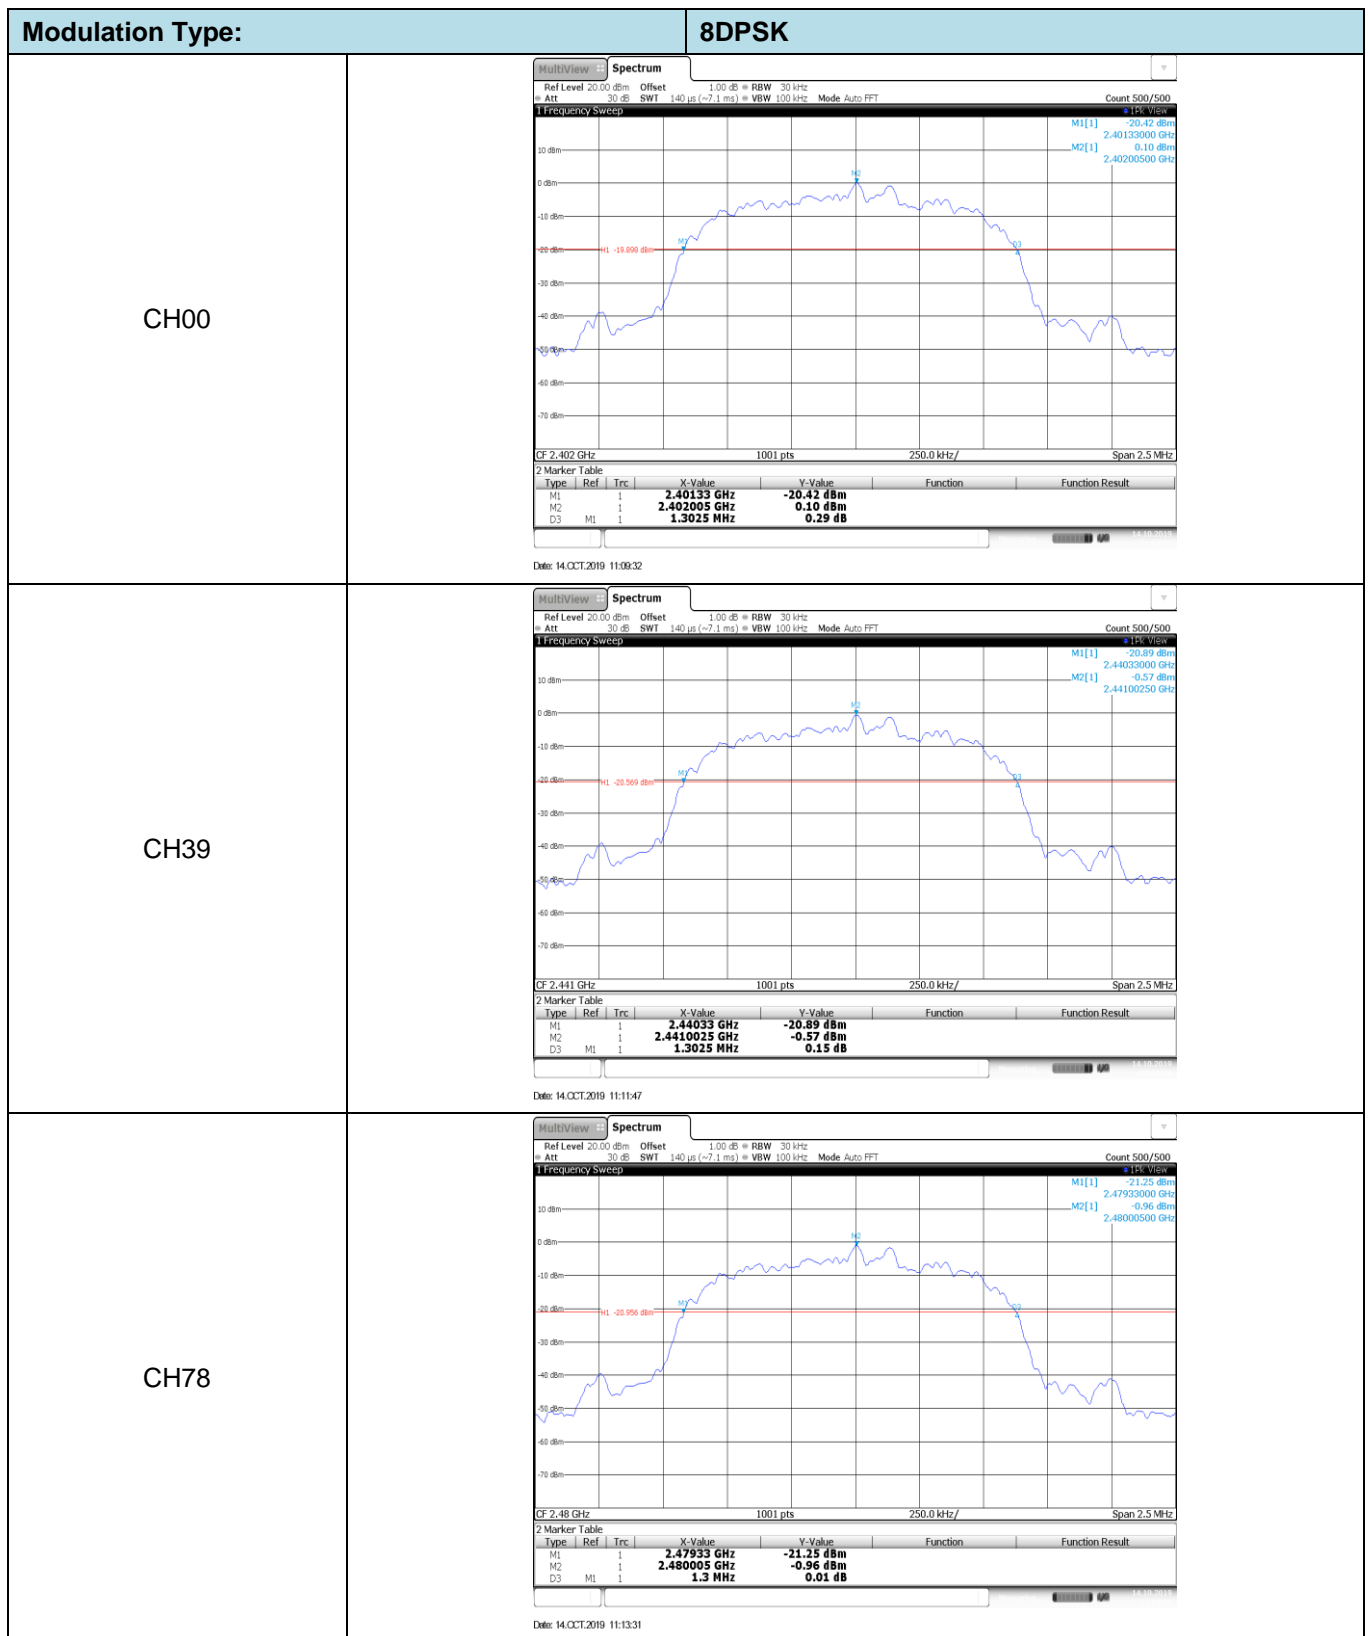 Modulation Type: 8DPSK
CH00
MultiView Spectrum
Ref Level 20.00 dBm Offset 1.00 dB RBW 30 kHz
Att 30 dB SWT 140 µs (~7.1 ms) VBW 100 kHz Mode Auto FFT Count 500/500
1 Frequency Sweep 1Pk View
M1[1] -20.42 dBm
2.40133000 GHz
M2[1] 0.10 dBm
2.40200500 GHz
10 dBm
M2
0 dBm
-10 dBm
M1
D3
-20 dBm
H1 -19.898 dBm
-30 dBm
-40 dBm
-50 dBm
-60 dBm
-70 dBm
CF 2.402 GHz 1001 pts 250.0 kHz/ Span 2.5 MHz
2 Marker Table
Type Ref Trc X-Value Y-Value Function Function Result
M1 1 2.40133 GHz -20.42 dBm
M2 1 2.402005 GHz 0.10 dBm
D3 M1 1 1.3025 MHz 0.29 dB
14.10.2019
Date: 14.OCT.2019 11:09:32
CH39
MultiView Spectrum
Ref Level 20.00 dBm Offset 1.00 dB RBW 30 kHz
Att 30 dB SWT 140 µs (~7.1 ms) VBW 100 kHz Mode Auto FFT Count 500/500
1 Frequency Sweep 1Pk View
M1[1] -20.89 dBm
2.44033000 GHz
M2[1] -0.57 dBm
2.44100250 GHz
10 dBm
M2
0 dBm
-10 dBm
M1
D3
-20 dBm
H1 -20.569 dBm
-30 dBm
-40 dBm
-50 dBm
-60 dBm
-70 dBm
CF 2.441 GHz 1001 pts 250.0 kHz/ Span 2.5 MHz
2 Marker Table
Type Ref Trc X-Value Y-Value Function Function Result
M1 1 2.44033 GHz -20.89 dBm
M2 1 2.4410025 GHz -0.57 dBm
D3 M1 1 1.3025 MHz 0.15 dB
14.10.2019
Date: 14.OCT.2019 11:11:47
CH78
MultiView Spectrum
Ref Level 20.00 dBm Offset 1.00 dB RBW 30 kHz
Att 30 dB SWT 140 µs (~7.1 ms) VBW 100 kHz Mode Auto FFT Count 500/500
1 Frequency Sweep 1Pk View
M1[1] -21.25 dBm
2.47933000 GHz
M2[1] -0.96 dBm
2.48000500 GHz
10 dBm
M2
0 dBm
-10 dBm
M1
D3
-20 dBm
H1 -20.956 dBm
-30 dBm
-40 dBm
-50 dBm
-60 dBm
-70 dBm
CF 2.48 GHz 1001 pts 250.0 kHz/ Span 2.5 MHz
2 Marker Table
Type Ref Trc X-Value Y-Value Function Function Result
M1 1 2.47933 GHz -21.25 dBm
M2 1 2.480005 GHz -0.96 dBm
D3 M1 1 1.3 MHz 0.01 dB
14.10.2019
Date: 14.OCT.2019 11:13:31